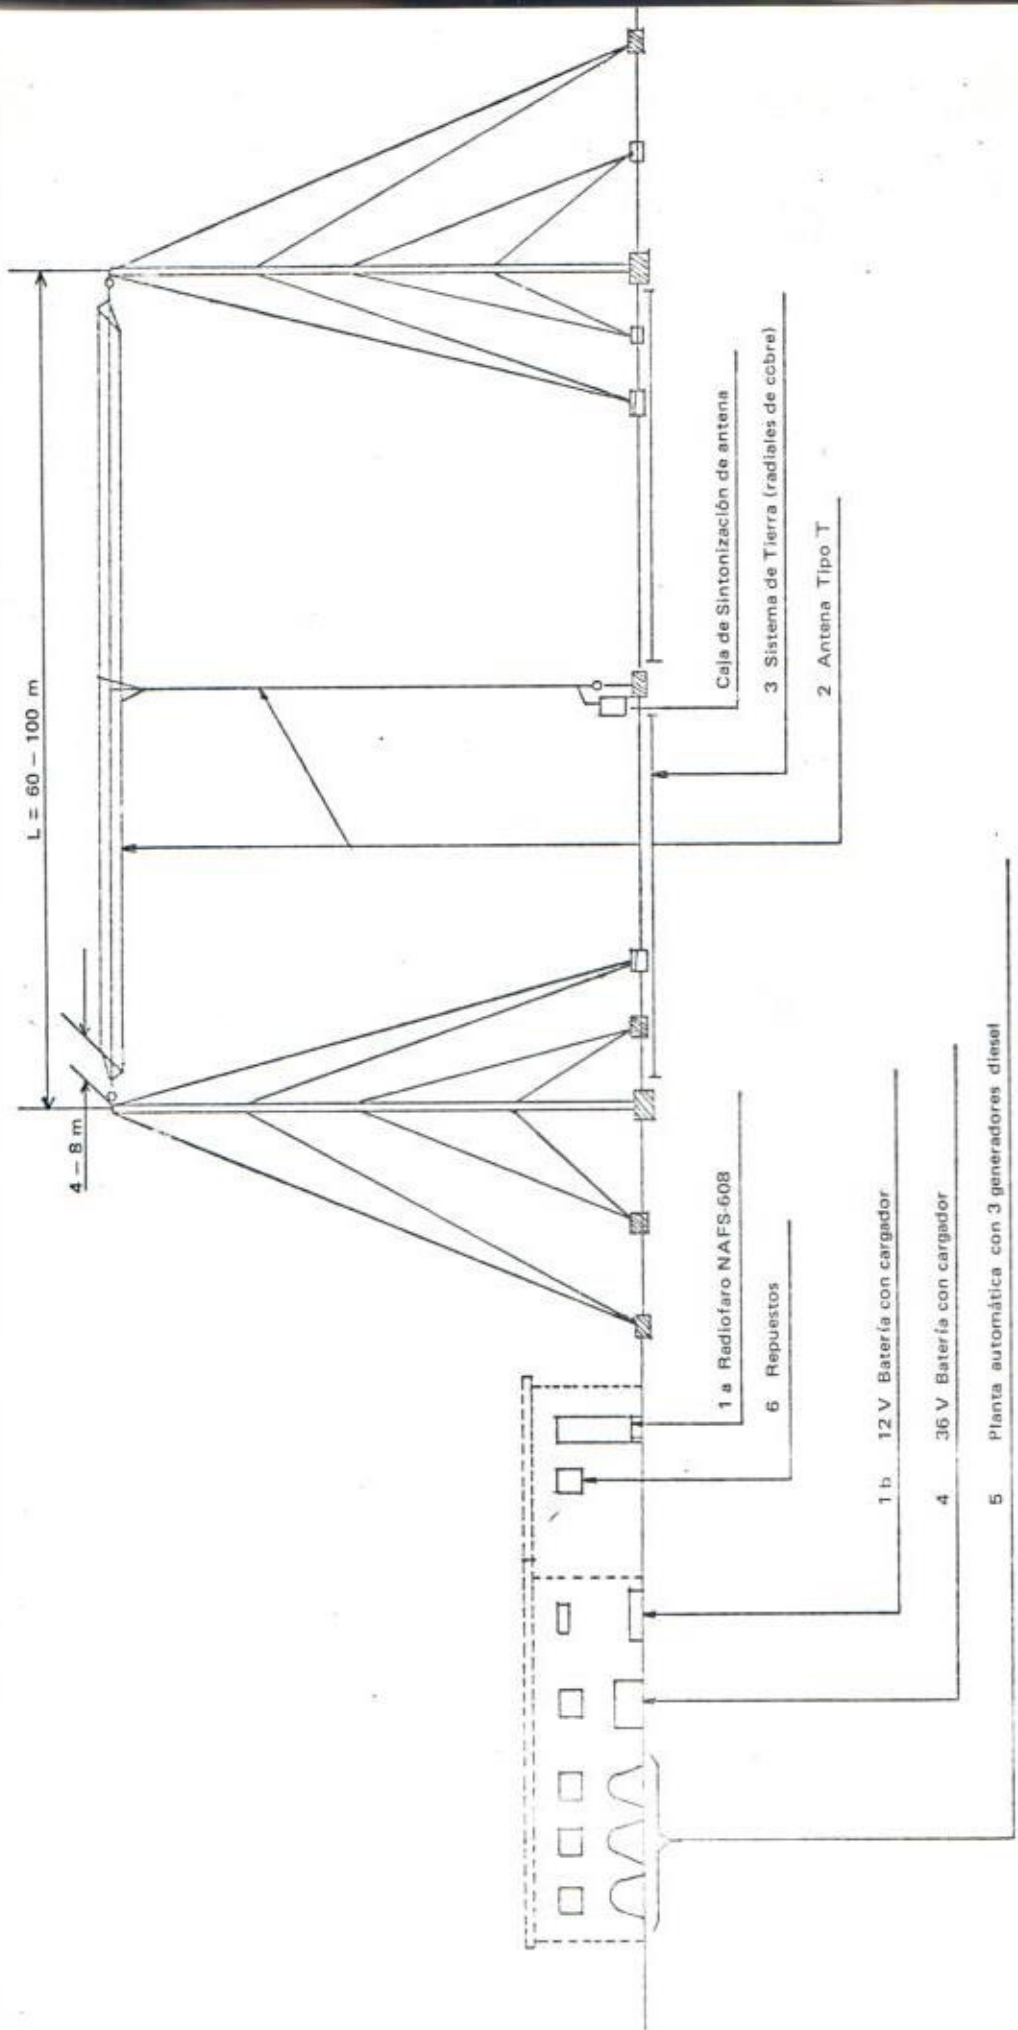 L = 60 – 100 m
4 – 8 m
Caja de Sintonización de antena
3 Sistema de Tierra (radiales de cobre)
2 Antena Tipo T
1 a Radiofaro NAFS-608
6 Repuestos
1 b 12 V Batería con cargador
4 36 V Batería con cargador
5 Planta automática con 3 generadores diesel